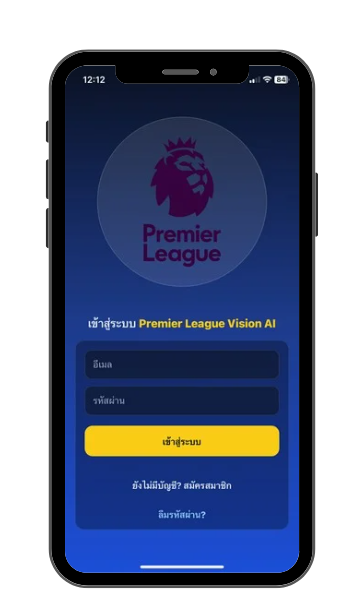 12:12
84
Premier
League
เข้าสู่ระบบ Premier League Vision AI
อีเมล
รหัสผ่าน
เข้าสู่ระบบ
ยังไม่มีบัญชี? สมัครสมาชิก
ลืมรหัสผ่าน?